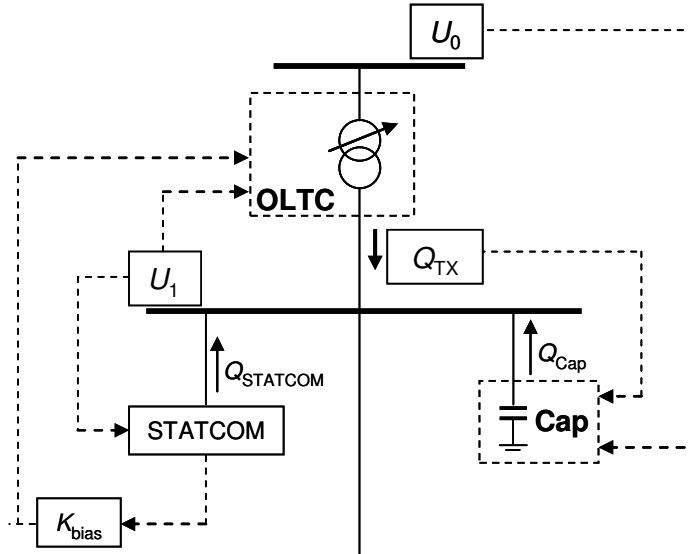 U0
OLTC
QTX
U1
QSTATCOM
QCap
STATCOM
Cap
Kbias